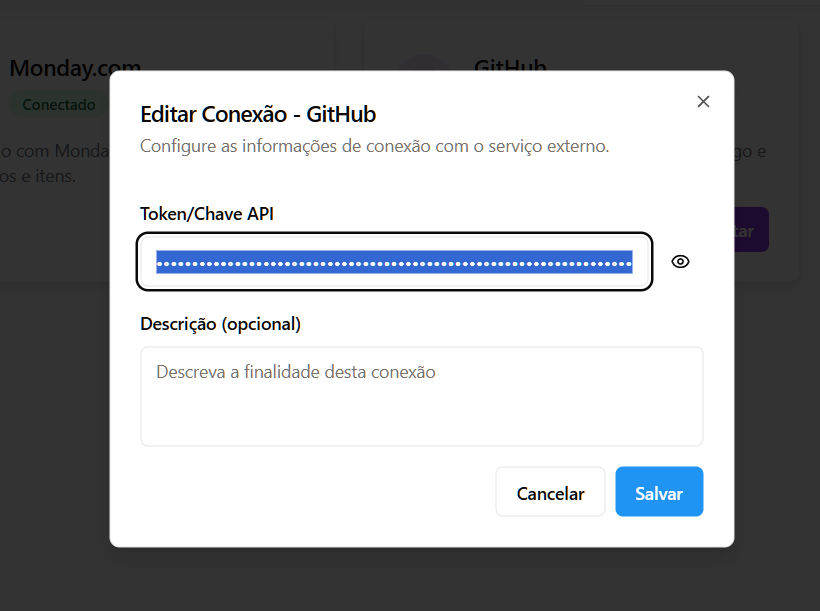 Monday.com
GitHub
Conectado
o com Monda
go e
os e itens.
tar
Editar Conexão - GitHub
Configure as informações de conexão com o serviço externo.
Token/Chave API
Descrição (opcional)
Descreva a finalidade desta conexão
Cancelar
Salvar